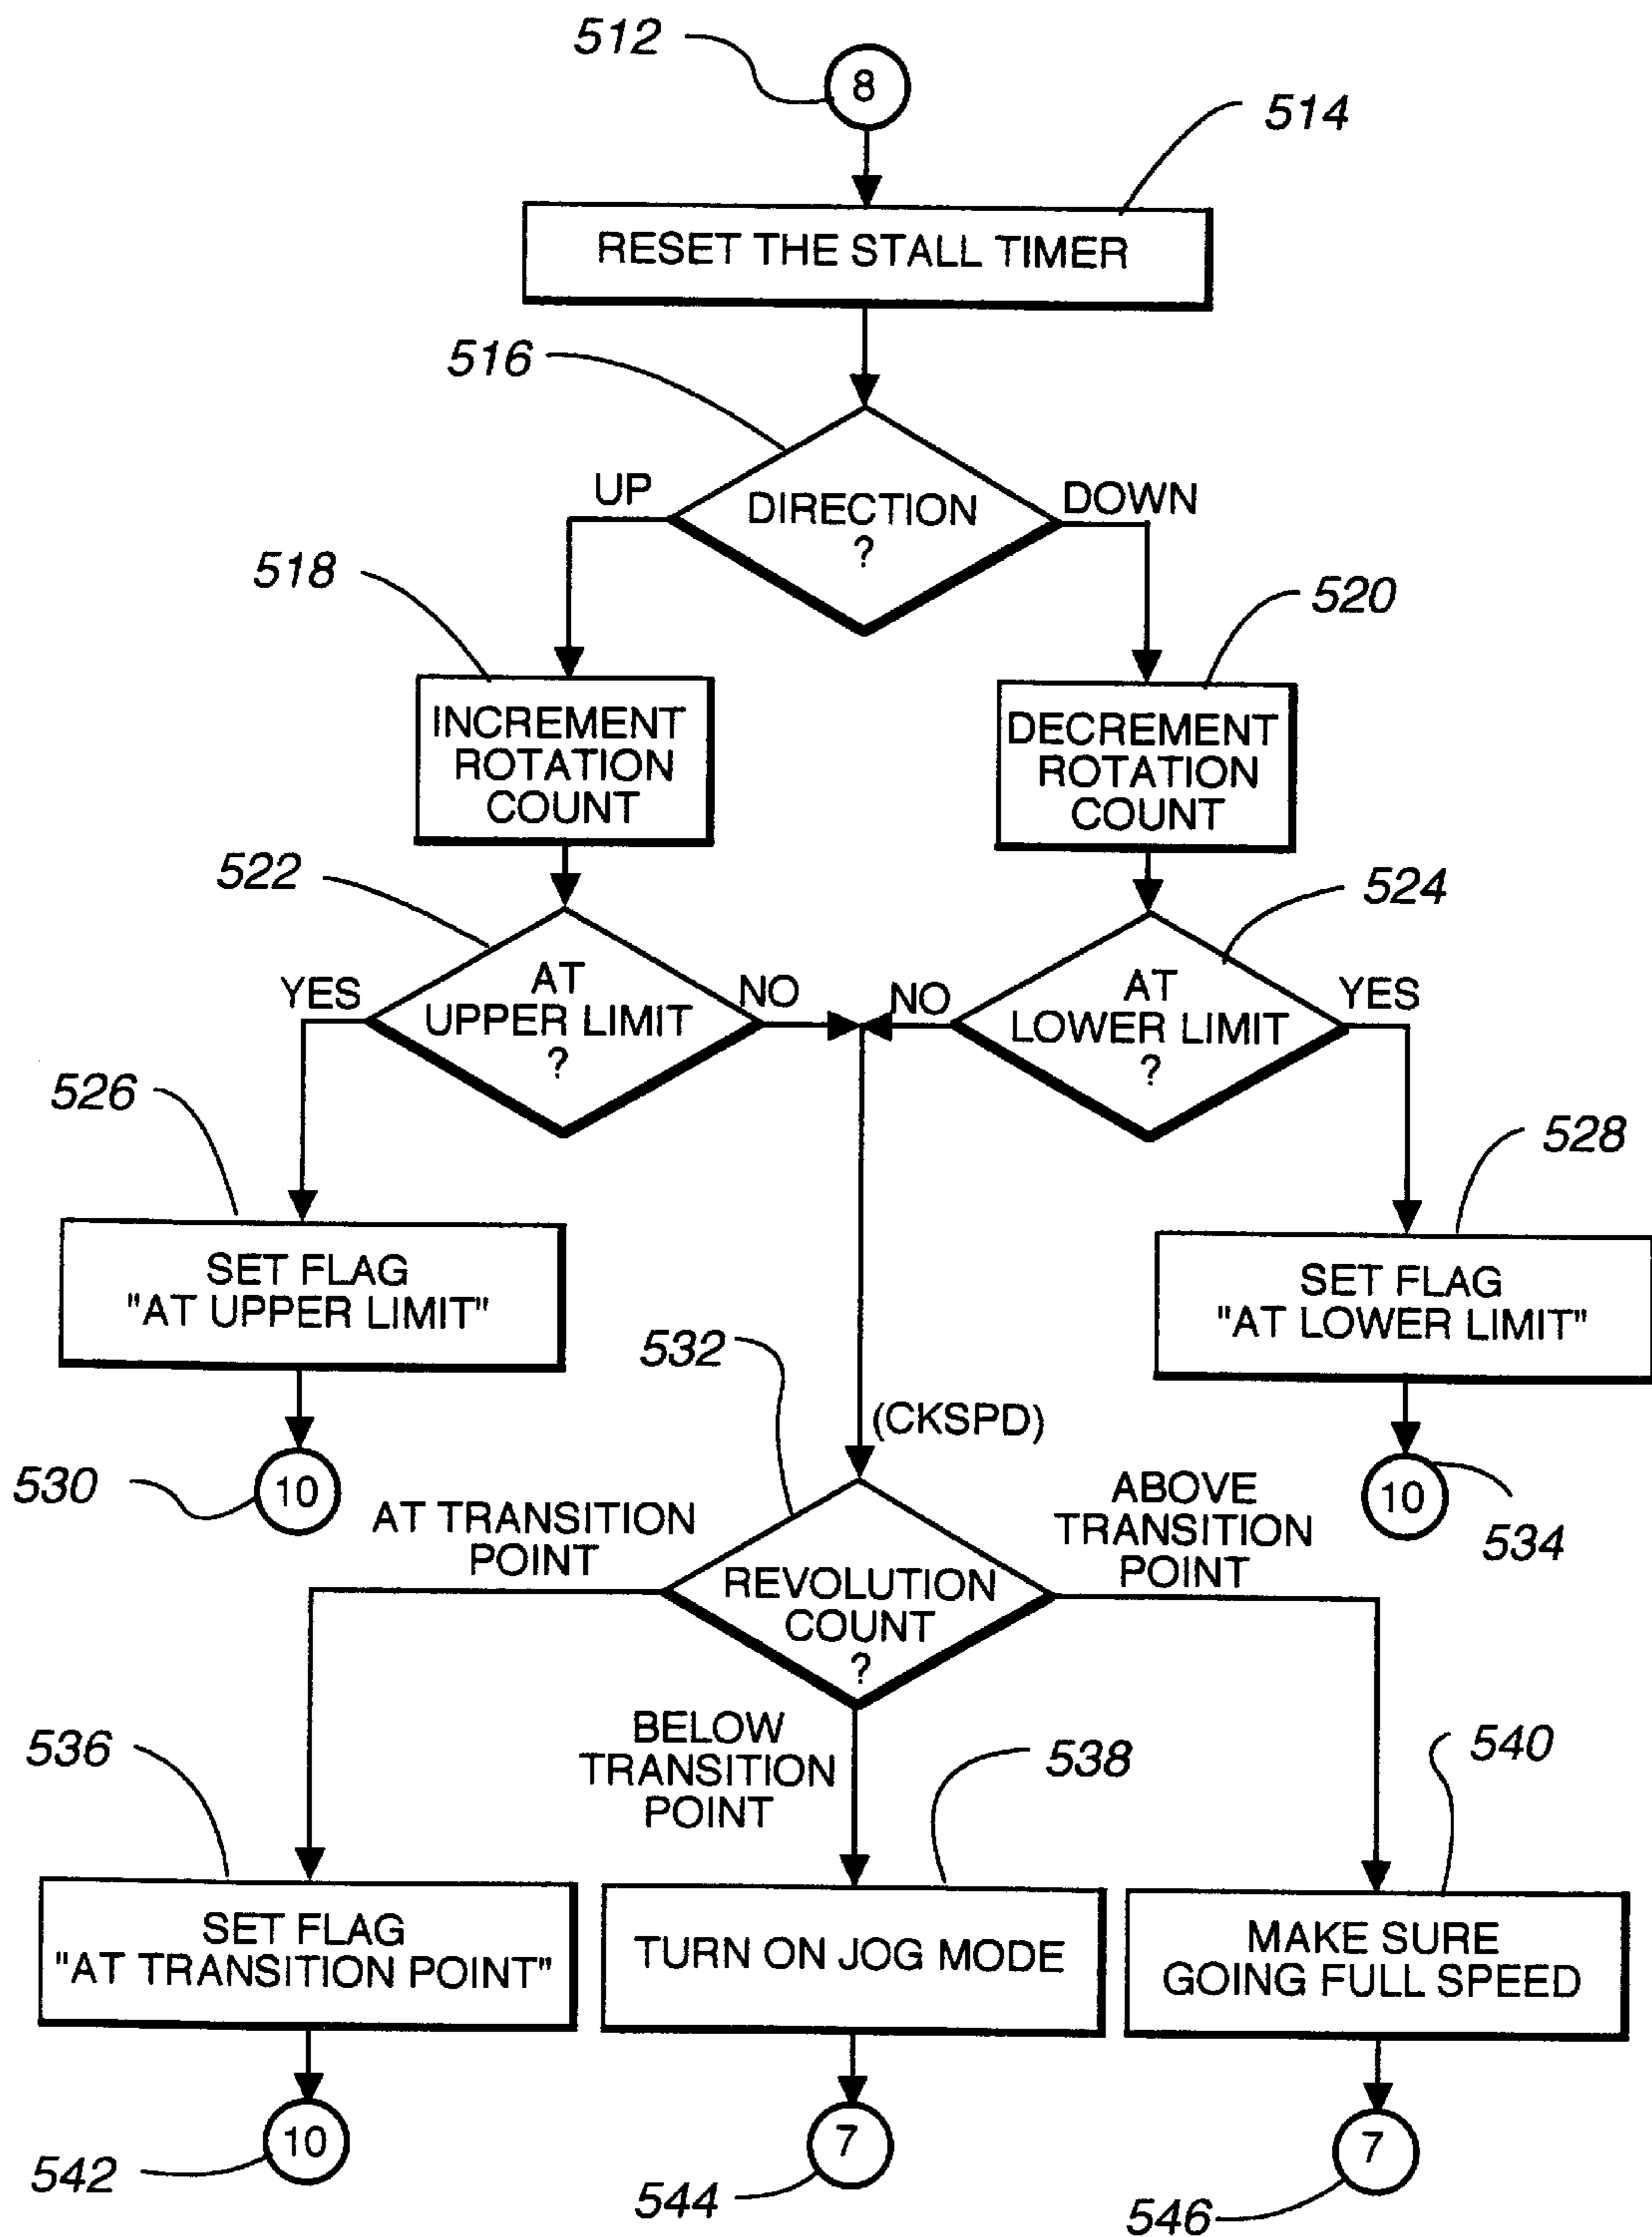 512
8
514
RESET THE STALL TIMER
516
UP
DIRECTION
?
DOWN
518
520
INCREMENT
ROTATION
COUNT
DECREMENT
ROTATION
COUNT
522
524
YES
AT
UPPER LIMIT
?
NO
NO
AT
LOWER LIMIT
?
YES
526
528
SET FLAG
"AT UPPER LIMIT"
SET FLAG
"AT LOWER LIMIT"
532
(CKSPD)
530
10
10
534
AT TRANSITION
POINT
ABOVE
TRANSITION
POINT
REVOLUTION
COUNT
?
BELOW
TRANSITION
POINT
536
538
540
SET FLAG
"AT TRANSITION POINT"
TURN ON JOG MODE
MAKE SURE
GOING FULL SPEED
10
7
7
542
544
546